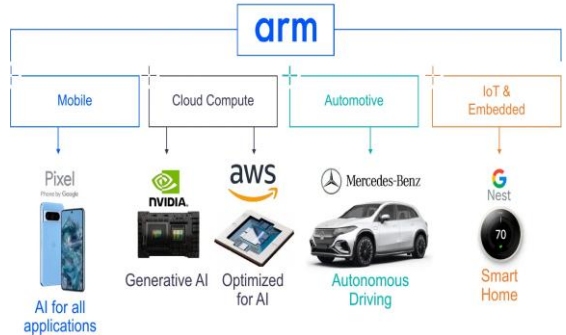 arm
Mobile
Cloud Compute
Automotive
IoT &
Embedded
Pixel
Phone by Google
NVIDIA.
aws
Mercedes-Benz
G
Nest
70
Generative AI
Optimized
for AI
Autonomous
Driving
Smart
Home
AI for all
applications